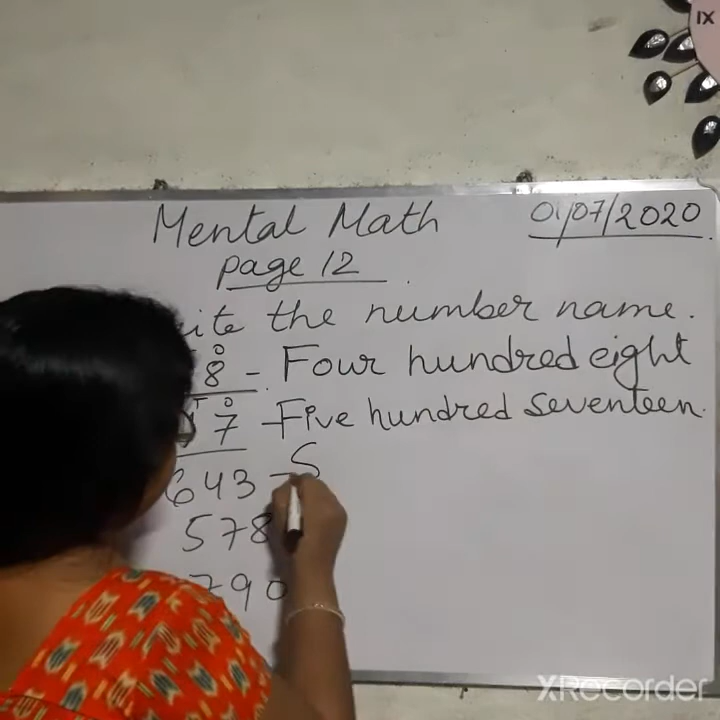 IX
Mental Math 01/07/2020
Page 12
the number name.
O
8 - Four hundred eight
T O
7 - Five hundred seventeen.
643 - S
578
790
XRecorder